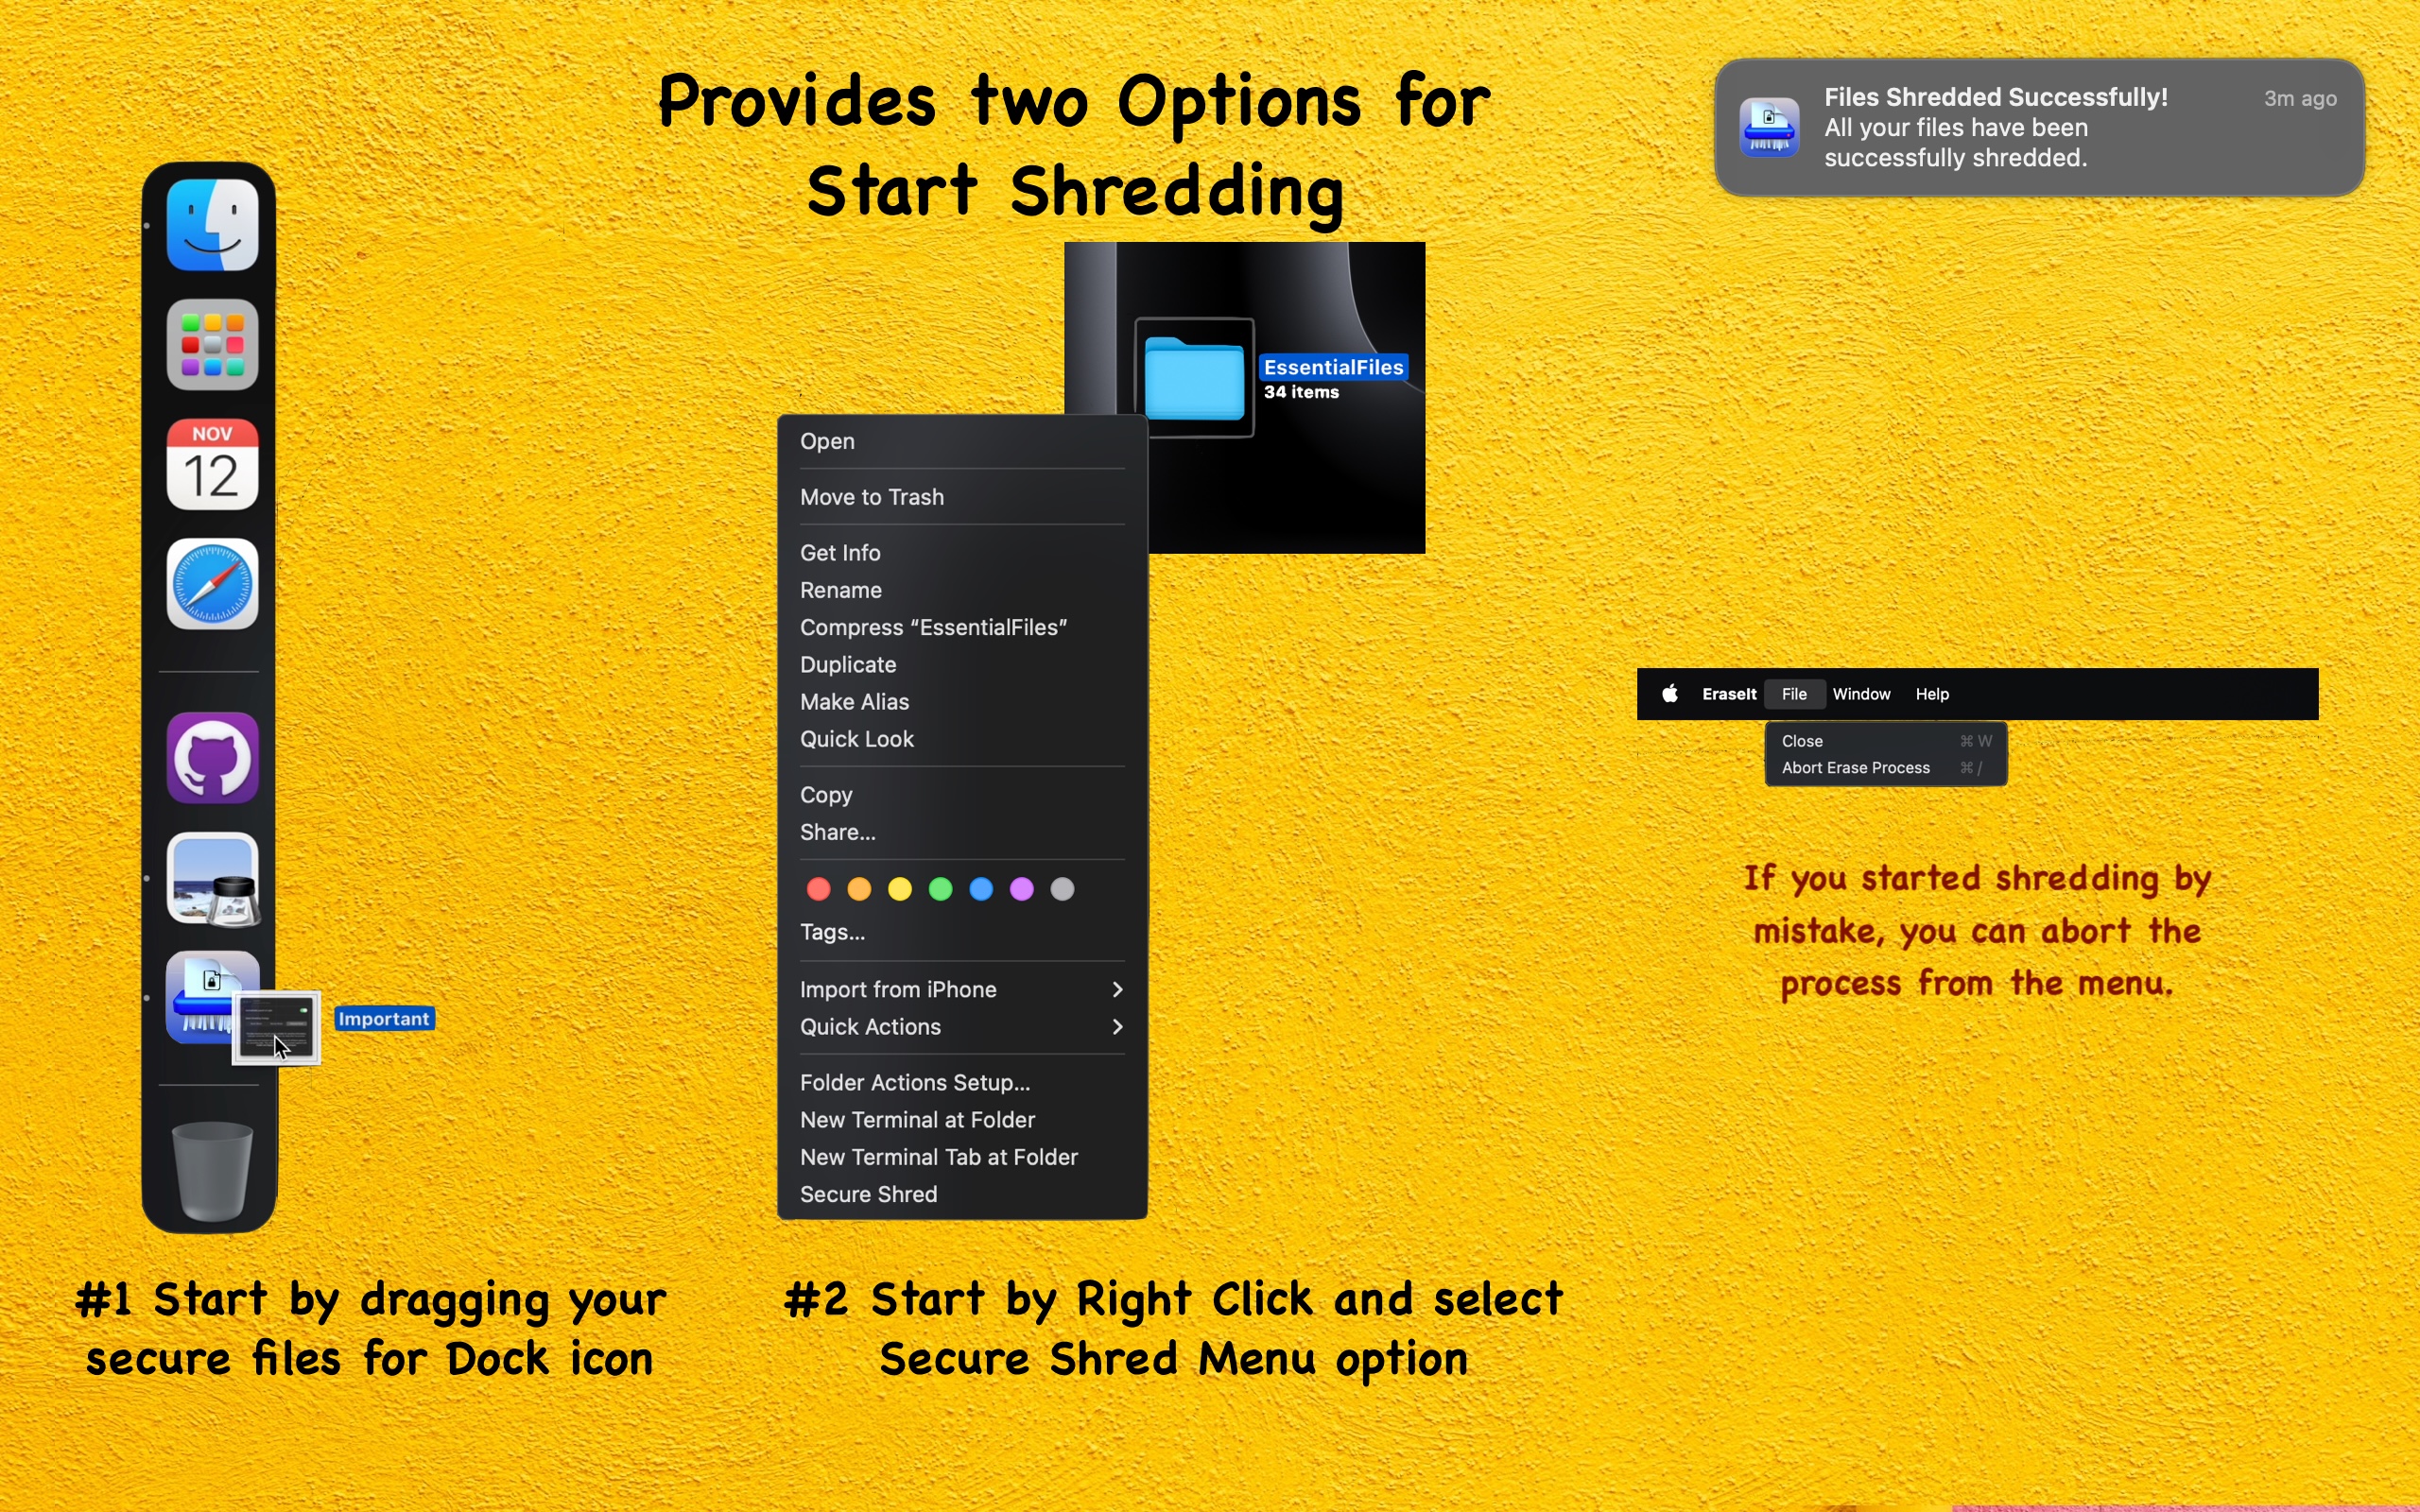 Provides two Options for
Start Shredding
Files Shredded Successfully!
3m ago
All your files have been
successfully shredded.
NOV
12
Important
#1 Start by dragging your
secure files for Dock icon
EssentialFiles
34 items
Open
Move to Trash
Get Info
Rename
Compress “EssentialFiles”
Duplicate
Make Alias
Quick Look
Copy
Share...
Tags...
Import from iPhone
Quick Actions
Folder Actions Setup...
New Terminal at Folder
New Terminal Tab at Folder
Secure Shred
#2 Start by Right Click and select
Secure Shred Menu option
EraseIt File Window Help
Close ⌘ W
Abort Erase Process ⌘ /
If you started shredding by
mistake, you can abort the
process from the menu.